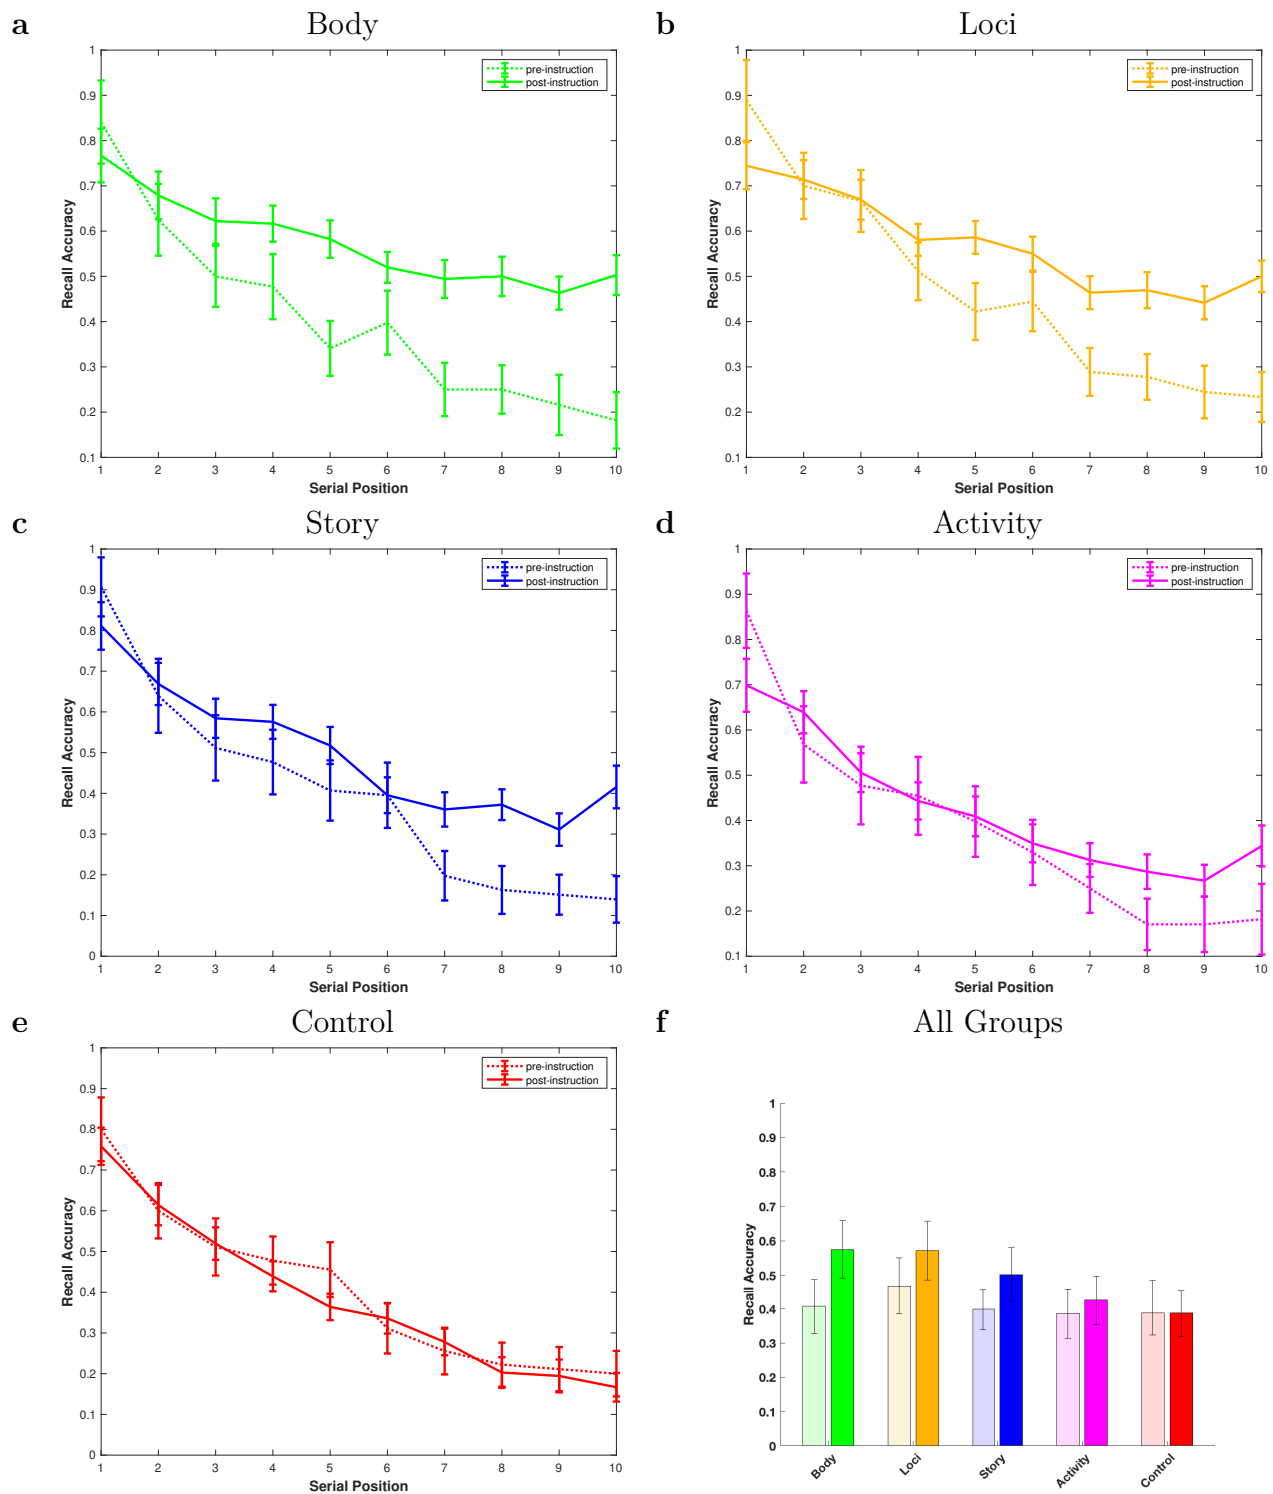 a Body
1
0.9
0.8
0.7
0.6
0.5
0.4
0.3
0.2
0.1
Recall Accuracy
pre-instruction
post-instruction
1 2 3 4 5 6 7 8 9 10
Serial Position
b Loci
1
0.9
0.8
0.7
0.6
0.5
0.4
0.3
0.2
0.1
Recall Accuracy
pre-instruction
post-instruction
1 2 3 4 5 6 7 8 9 10
Serial Position
c Story
1
0.9
0.8
0.7
0.6
0.5
0.4
0.3
0.2
0.1
0
Recall Accuracy
pre-instruction
post-instruction
1 2 3 4 5 6 7 8 9 10
Serial Position
d Activity
1
0.9
0.8
0.7
0.6
0.5
0.4
0.3
0.2
0.1
Recall Accuracy
pre-instruction
post-instruction
1 2 3 4 5 6 7 8 9 10
Serial Position
e Control
1
0.9
0.8
0.7
0.6
0.5
0.4
0.3
0.2
0.1
0
Recall Accuracy
pre-instruction
post-instruction
1 2 3 4 5 6 7 8 9 10
Serial Position
f All Groups
1
0.9
0.8
0.7
0.6
0.5
0.4
0.3
0.2
0.1
0
Recall Accuracy
Body Loci Story Activity Control